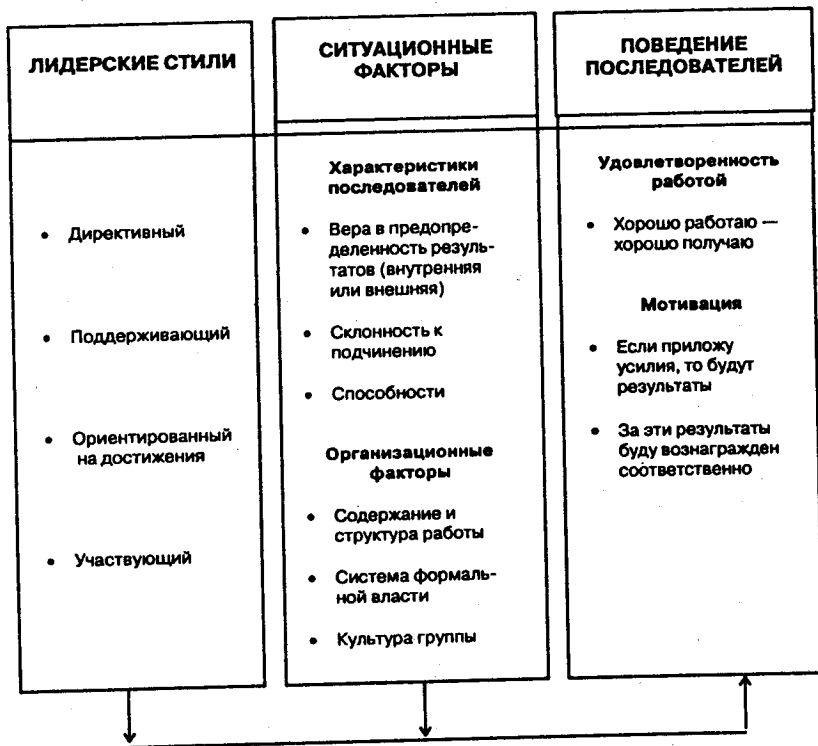 ЛИДЕРСКИЕ СТИЛИ
• Директивный
• Поддерживающий
• Ориентированный
на достижения
• Участвующий
СИТУАЦИОННЫЕ
ФАКТОРЫ
Характеристики
последователей
• Вера в предопре-
деленность резуль-
татов (внутренняя
или внешняя)
• Склонность к
подчинению
• Способности
Организационные
факторы
• Содержание и
структура работы
• Система формаль-
ной власти
• Культура группы
ПОВЕДЕНИЕ
ПОСЛЕДОВАТЕЛЕЙ
Удовлетворенность
работой
• Хорошо работаю —
хорошо получаю
Мотивация
• Если приложу
усилия, то будут
результаты
• За эти результаты
буду вознагражден
соответственно